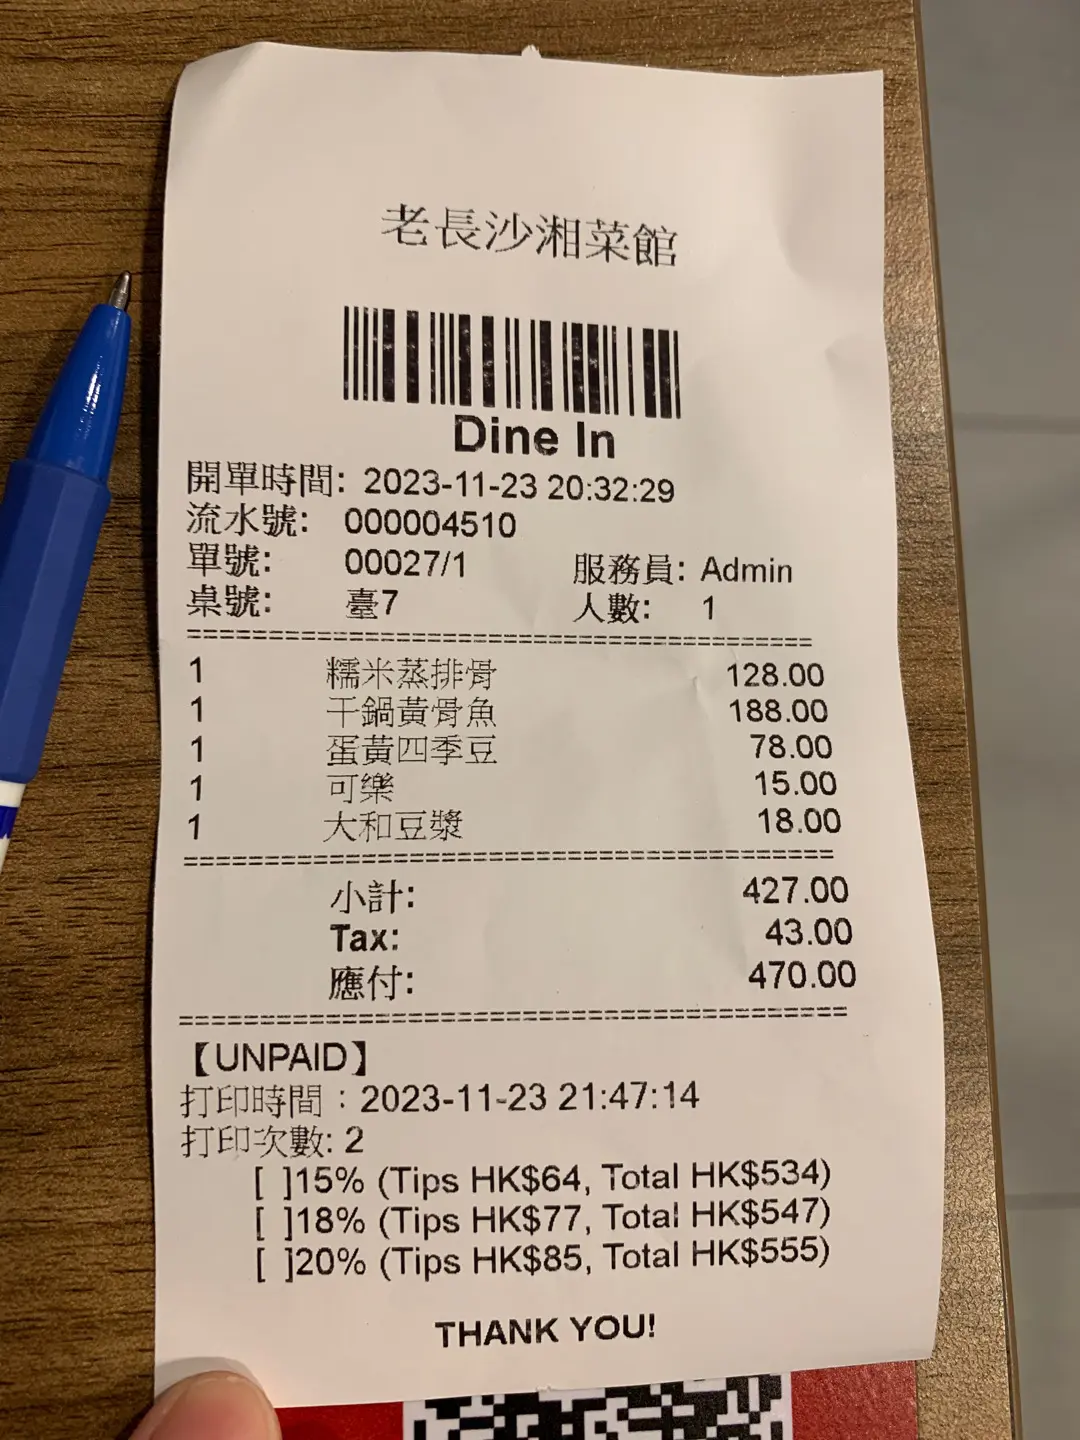 老長沙湘菜館
Dine In
開單時間: 2023-11-23 20:32:29
流水號: 000004510
單號: 00027/1 服務員: Admin
桌號: 臺7 人數: 1
1 糯米蒸排骨 128.00
1 干鍋黃骨魚 188.00
1 蛋黃四季豆 78.00
1 可樂 15.00
1 大和豆漿 18.00
小計: 427.00
Tax: 43.00
應付: 470.00
【UNPAID】
打印時間：2023-11-23 21:47:14
打印次數: 2
[ ]15% (Tips HK$64, Total HK$534)
[ ]18% (Tips HK$77, Total HK$547)
[ ]20% (Tips HK$85, Total HK$555)
THANK YOU!